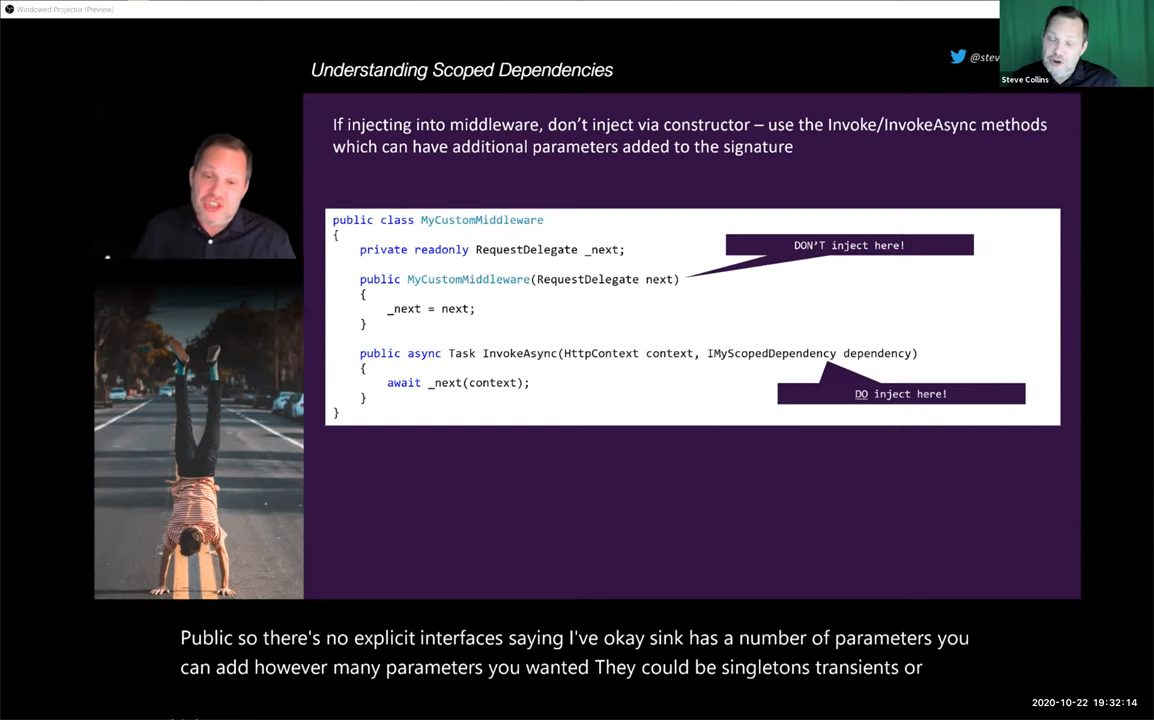 Windowed Projector (Preview)
Understanding Scoped Dependencies
@stev
Steve Collins
If injecting into middleware, don't inject via constructor – use the Invoke/InvokeAsync methods
which can have additional parameters added to the signature
public class MyCustomMiddleware
{
private readonly RequestDelegate _next;
DON'T inject here!
public MyCustomMiddleware(RequestDelegate next)
{
_next = next;
}
public async Task InvokeAsync(HttpContext context, IMyScopedDependency dependency)
{
await _next(context);
DO inject here!
}
}
Public so there's no explicit interfaces saying I've okay sink has a number of parameters you
can add however many parameters you wanted They could be singletons transients or
2020-10-22 19:32:14